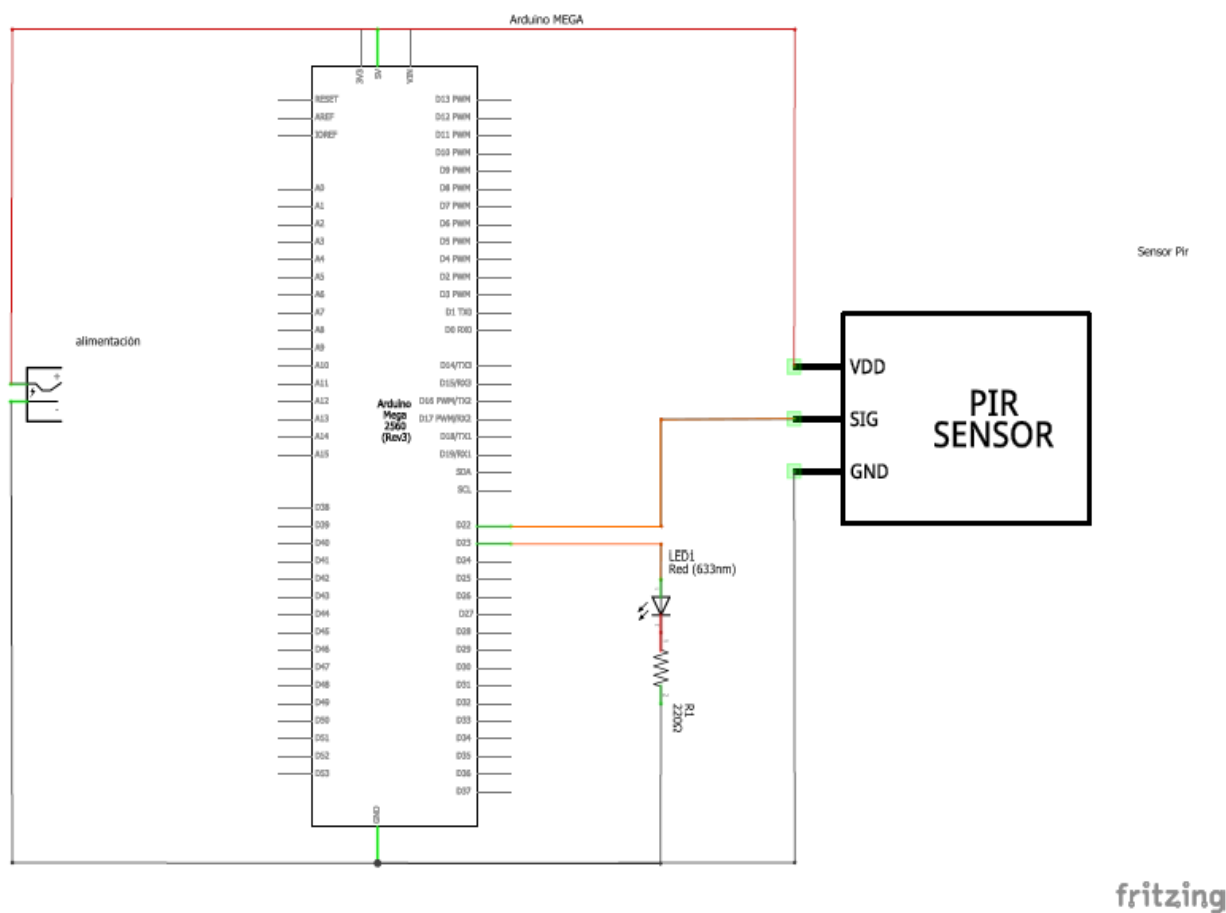 Arduino MEGA
3V3
5V
VIN
RESET
AREF
IOREF
A0
A1
A2
A3
A4
A5
A6
A7
A8
A9
A10
A11
A12
A13
A14
A15
D38
D39
D40
D41
D42
D43
D44
D45
D46
D47
D48
D49
D50
D51
D52
D53
Arduino
Mega
2560
(Rev3)
D13 PWM
D12 PWM
D11 PWM
D10 PWM
D9 PWM
D8 PWM
D7 PWM
D6 PWM
D5 PWM
D4 PWM
D2 PWM
D3 PWM
D1 TX0
D0 RX0
D14/TX3
D15/RX3
D16 PWM/TX2
D17 PWM/RX2
D18/TX1
D19/RX1
SDA
SCL
D22
D23
D24
D25
D26
D27
D28
D29
D30
D31
D32
D33
D34
D35
D36
D37
GND
alimentación
+
-
LED1
Red (633nm)
R1
220Ω
Sensor Pir
VDD
SIG
GND
PIR
SENSOR
fritzing